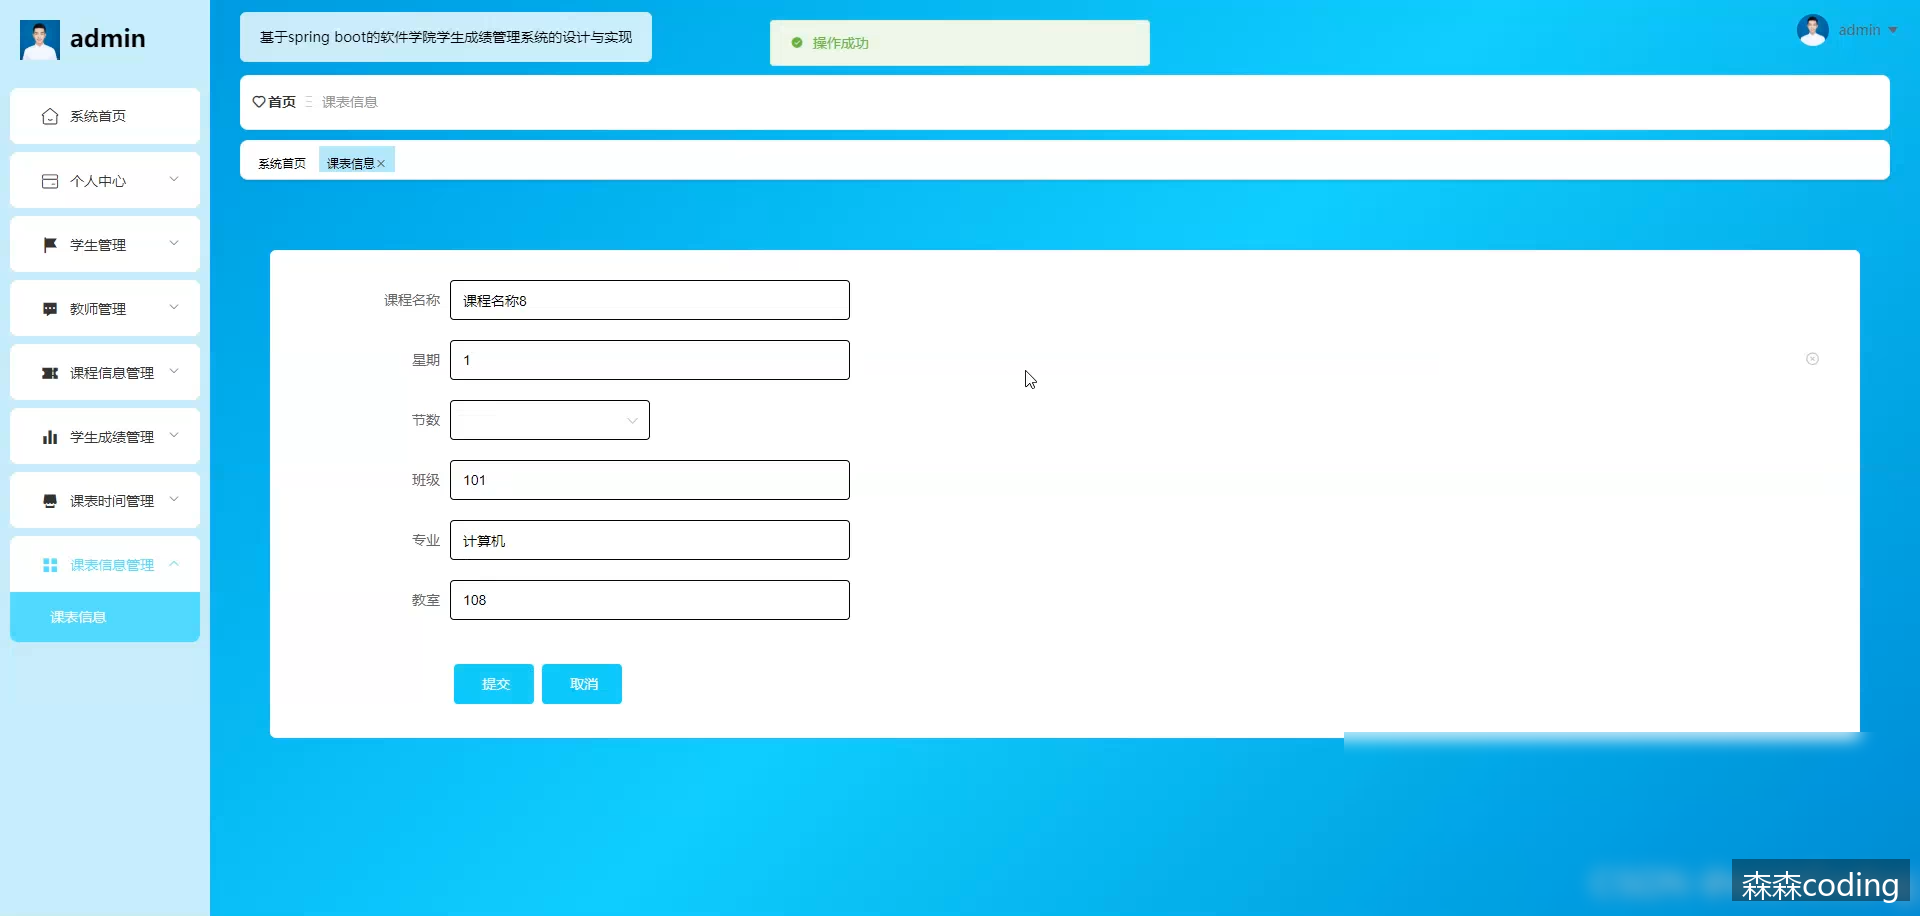 admin
基于spring boot的软件学院学生成绩管理系统的设计与实现
操作成功
admin
首页 课表信息
系统首页 课表信息
系统首页
个人中心
学生管理
教师管理
课程信息管理
学生成绩管理
课表时间管理
课表信息管理
课表信息
课程名称 课程名称8
星期 1
节数
班级 101
专业 计算机
教室 108
提交 取消
森森coding